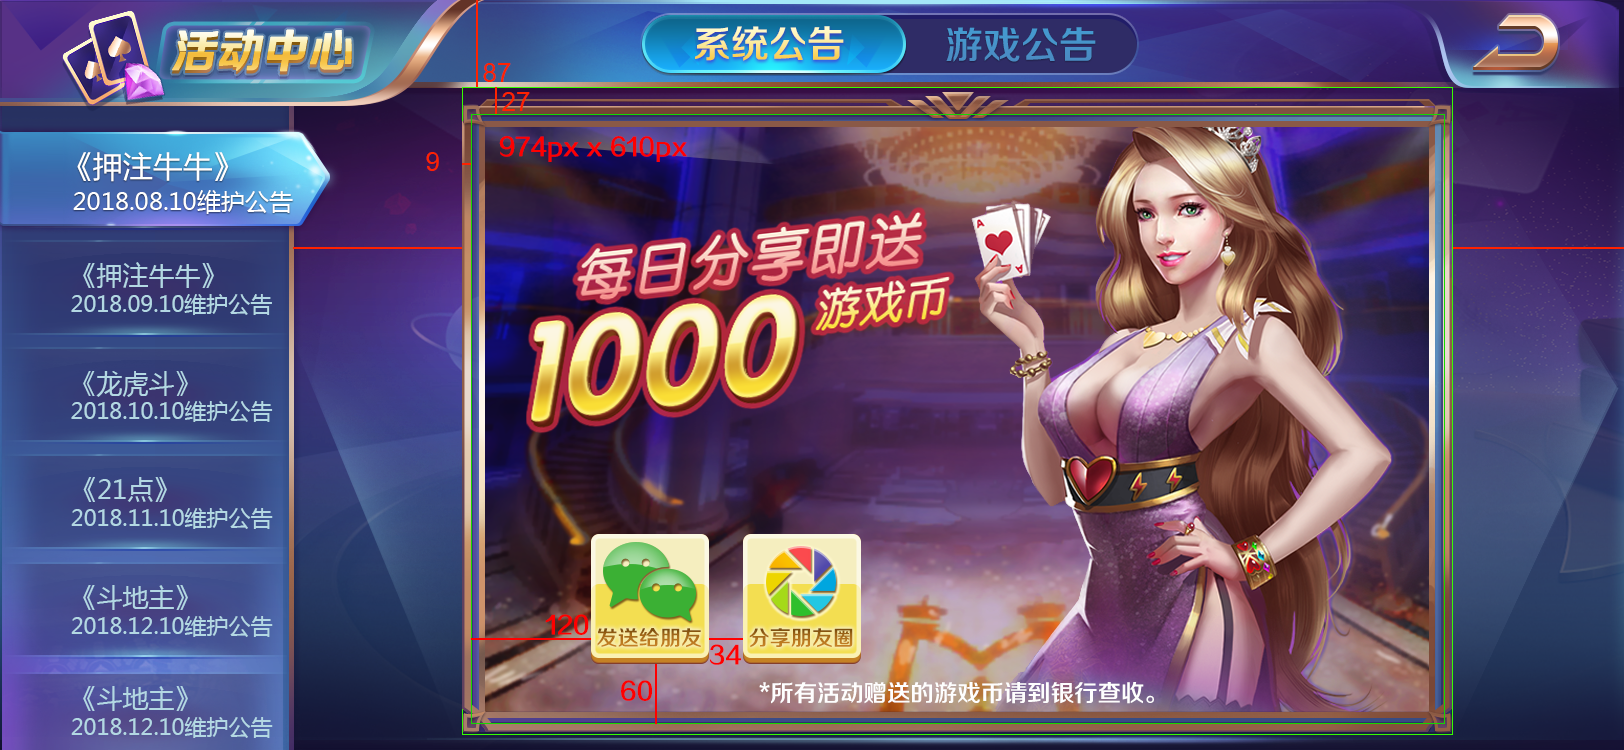 活动中心
系统公告
游戏公告
87
27
《押注牛牛》
2018.08.10维护公告
9
974px x 610px
《押注牛牛》
2018.09.10维护公告
《龙虎斗》
2018.10.10维护公告
《21点》
2018.11.10维护公告
《斗地主》
2018.12.10维护公告
《斗地主》
2018.12.10维护公告
每日分享即送
1000游戏币
A
A
发送给朋友
分享朋友圈
120
34
60
*所有活动赠送的游戏币请到银行查收。